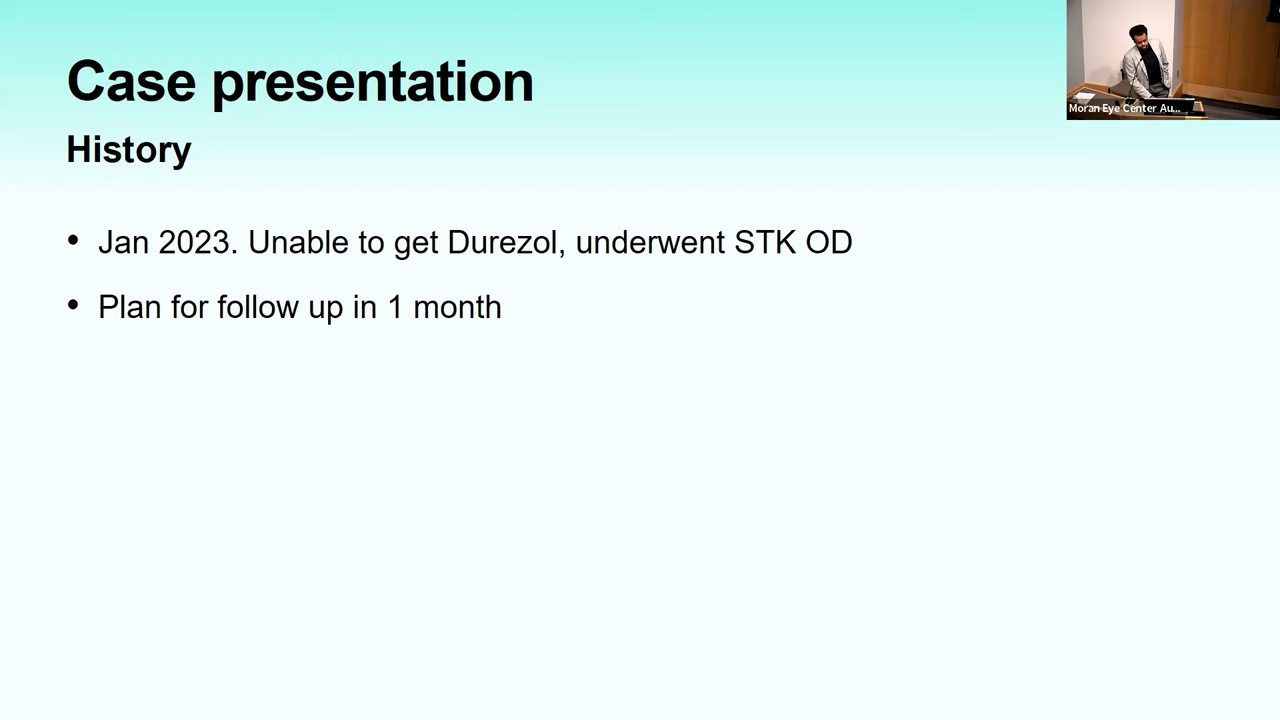 Case presentation
Moran Eye Center Au...
History
• Jan 2023. Unable to get Durezol, underwent STK OD
• Plan for follow up in 1 month